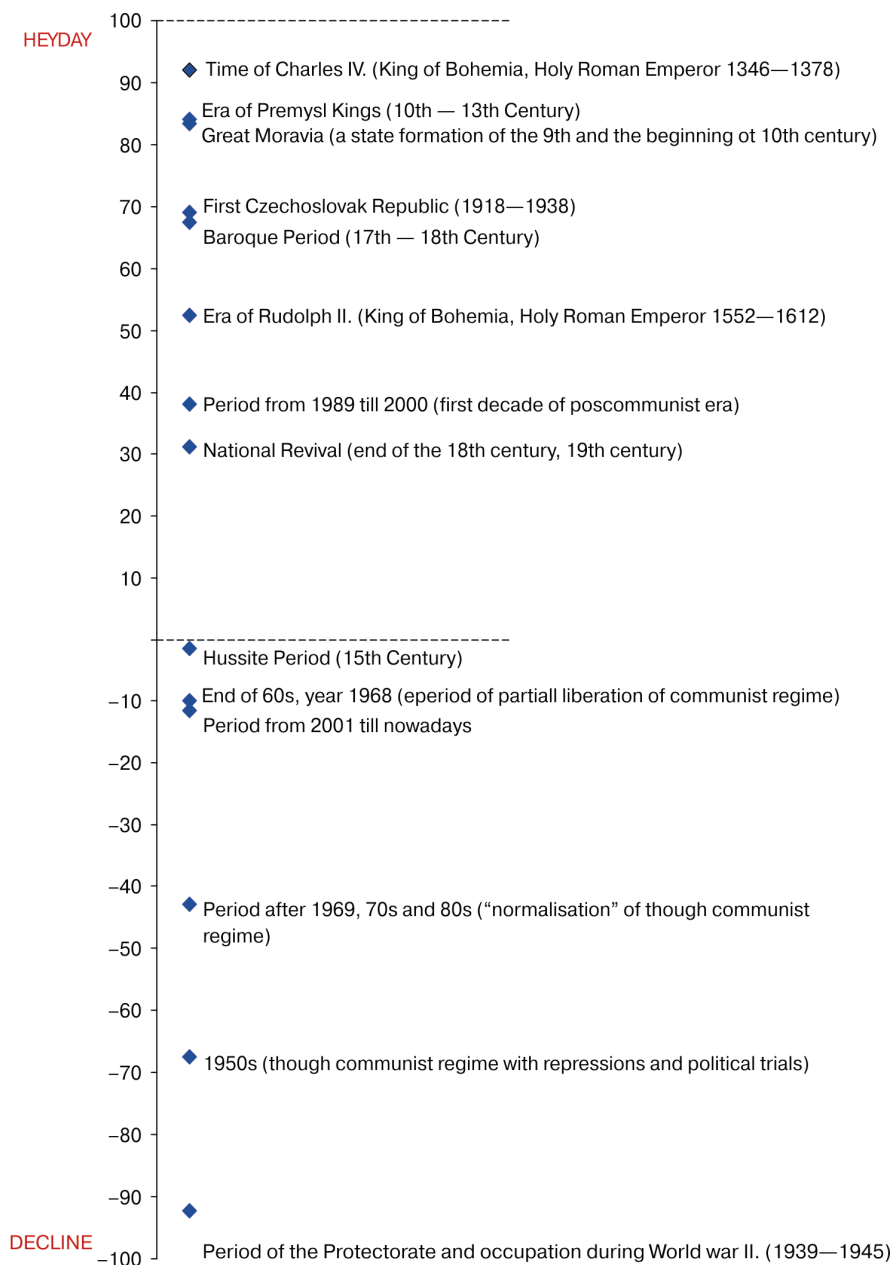 100
HEYDAY
Time of Charles IV. (King of Bohemia, Holy Roman Emperor 1346—1378)
90
Era of Premysl Kings (10th — 13th Century)
Great Moravia (a state formation of the 9th and the beginning ot 10th century)
80
70
First Czechoslovak Republic (1918—1938)
Baroque Period (17th — 18th Century)
60
Era of Rudolph II. (King of Bohemia, Holy Roman Emperor 1552—1612)
50
40
Period from 1989 till 2000 (first decade of poscommunist era)
National Revival (end of the 18th century, 19th century)
30
20
10
Hussite Period (15th Century)
End of 60s, year 1968 (eperiod of partiall liberation of communist regime)
–10
Period from 2001 till nowadays
–20
–30
–40
Period after 1969, 70s and 80s (“normalisation” of though communist
regime)
–50
–60
1950s (though communist regime with repressions and political trials)
–70
–80
–90
DECLINE
Period of the Protectorate and occupation during World war II. (1939—1945)
–100